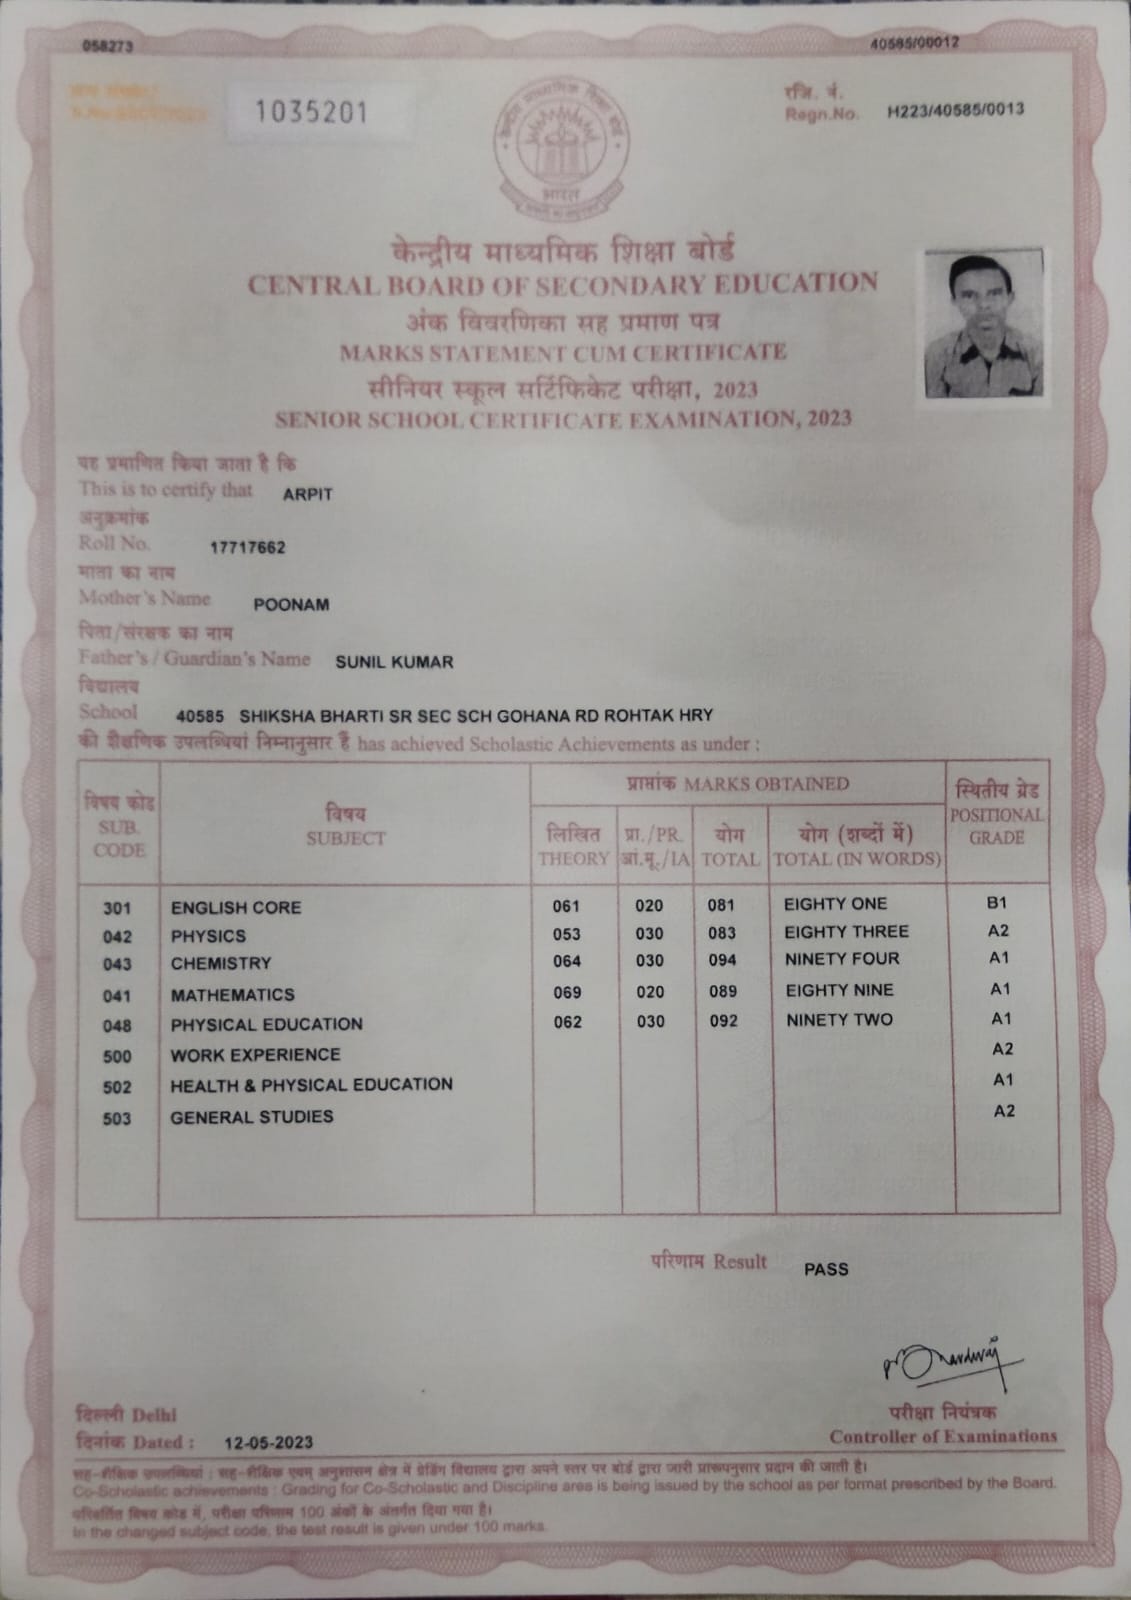 058273
40585/00012
1035201
रजि. नं.
Regn.No. H223/40585/0013
भारत
केन्द्रीय माध्यमिक शिक्षा बोर्ड
CENTRAL BOARD OF SECONDARY EDUCATION
अंक विवरणिका सह प्रमाण पत्र
MARKS STATEMENT CUM CERTIFICATE
सीनियर स्कूल सर्टिफिकेट परीक्षा, 2023
SENIOR SCHOOL CERTIFICATE EXAMINATION, 2023
यह प्रमाणित किया जाता है कि
This is to certify that ARPIT
अनुक्रमांक
Roll No. 17717662
माता का नाम
Mother's Name POONAM
पिता/संरक्षक का नाम
Father's / Guardian's Name SUNIL KUMAR
विद्यालय
School 40585 SHIKSHA BHARTI SR SEC SCH GOHANA RD ROHTAK HRY
की शैक्षणिक उपलब्धियां निम्नानुसार हैं has achieved Scholastic Achievements as under :
विषय कोड
SUB.
CODE
विषय
SUBJECT
प्राप्तांक MARKS OBTAINED
लिखित
THEORY
प्रा./PR.
आं.मू./IA
योग
TOTAL
योग (शब्दों में)
TOTAL (IN WORDS)
स्थितीय ग्रेड
POSITIONAL
GRADE
301 ENGLISH CORE 061 020 081 EIGHTY ONE B1
042 PHYSICS 053 030 083 EIGHTY THREE A2
043 CHEMISTRY 064 030 094 NINETY FOUR A1
041 MATHEMATICS 069 020 089 EIGHTY NINE A1
048 PHYSICAL EDUCATION 062 030 092 NINETY TWO A1
500 WORK EXPERIENCE A2
502 HEALTH & PHYSICAL EDUCATION A1
503 GENERAL STUDIES A2
परिणाम Result PASS
दिल्ली Delhi
दिनांक Dated : 12-05-2023
परीक्षा नियंत्रक
Controller of Examinations
सह-शैक्षिक उपलब्धियां : सह-शैक्षिक एवम् अनुशासन क्षेत्र में ग्रेडिंग विद्यालय द्वारा अपने स्तर पर बोर्ड द्वारा जारी प्रारूपनुसार प्रदान की जाती है।
Co-Scholastic achievements : Grading for Co-Scholastic and Discipline area is being issued by the school as per format prescribed by the Board.
परिवर्तित विषय कोड में, परीक्षा परिणाम 100 अंकों के अंतर्गत दिया गया है।
In the changed subject code, the test result is given under 100 marks.